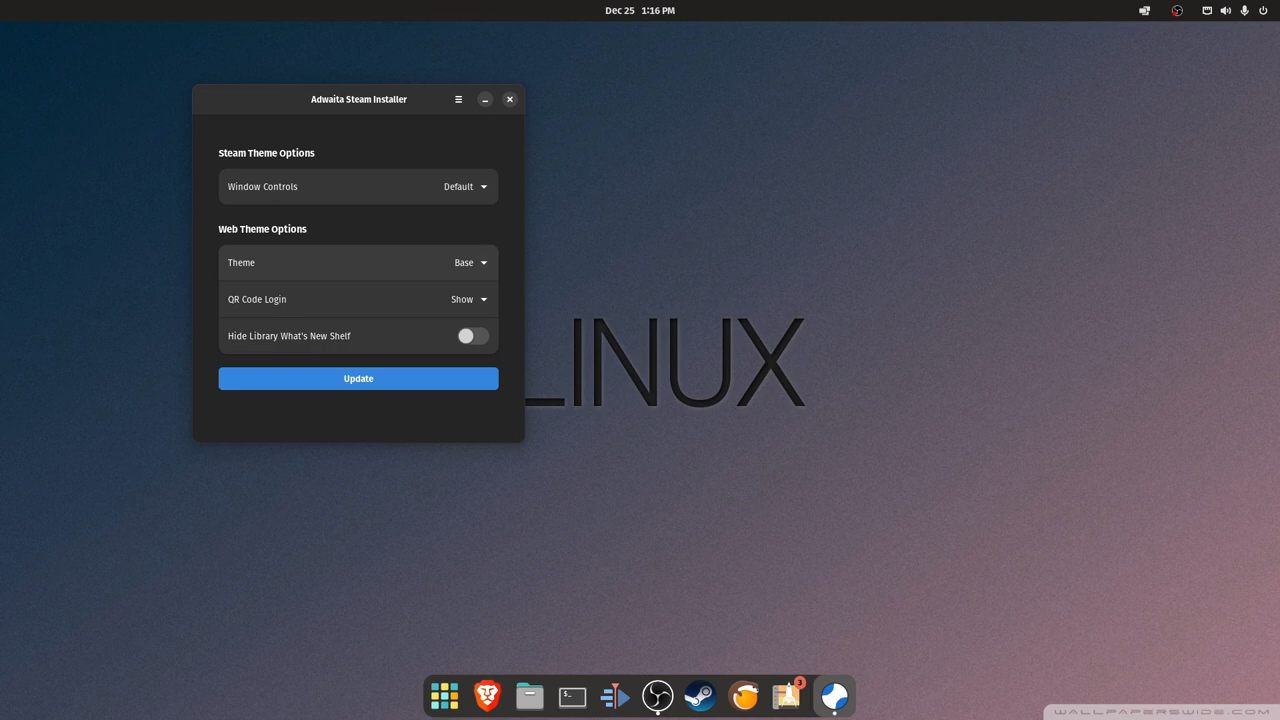 Dec 25 1:16 PM
Adwaita Steam Installer
Steam Theme Options
Window Controls Default
Web Theme Options
Theme Base
QR Code Login Show
Hide Library What's New Shelf
Update
LINUX
$_
3
WALLPAPERSWIDE.COM